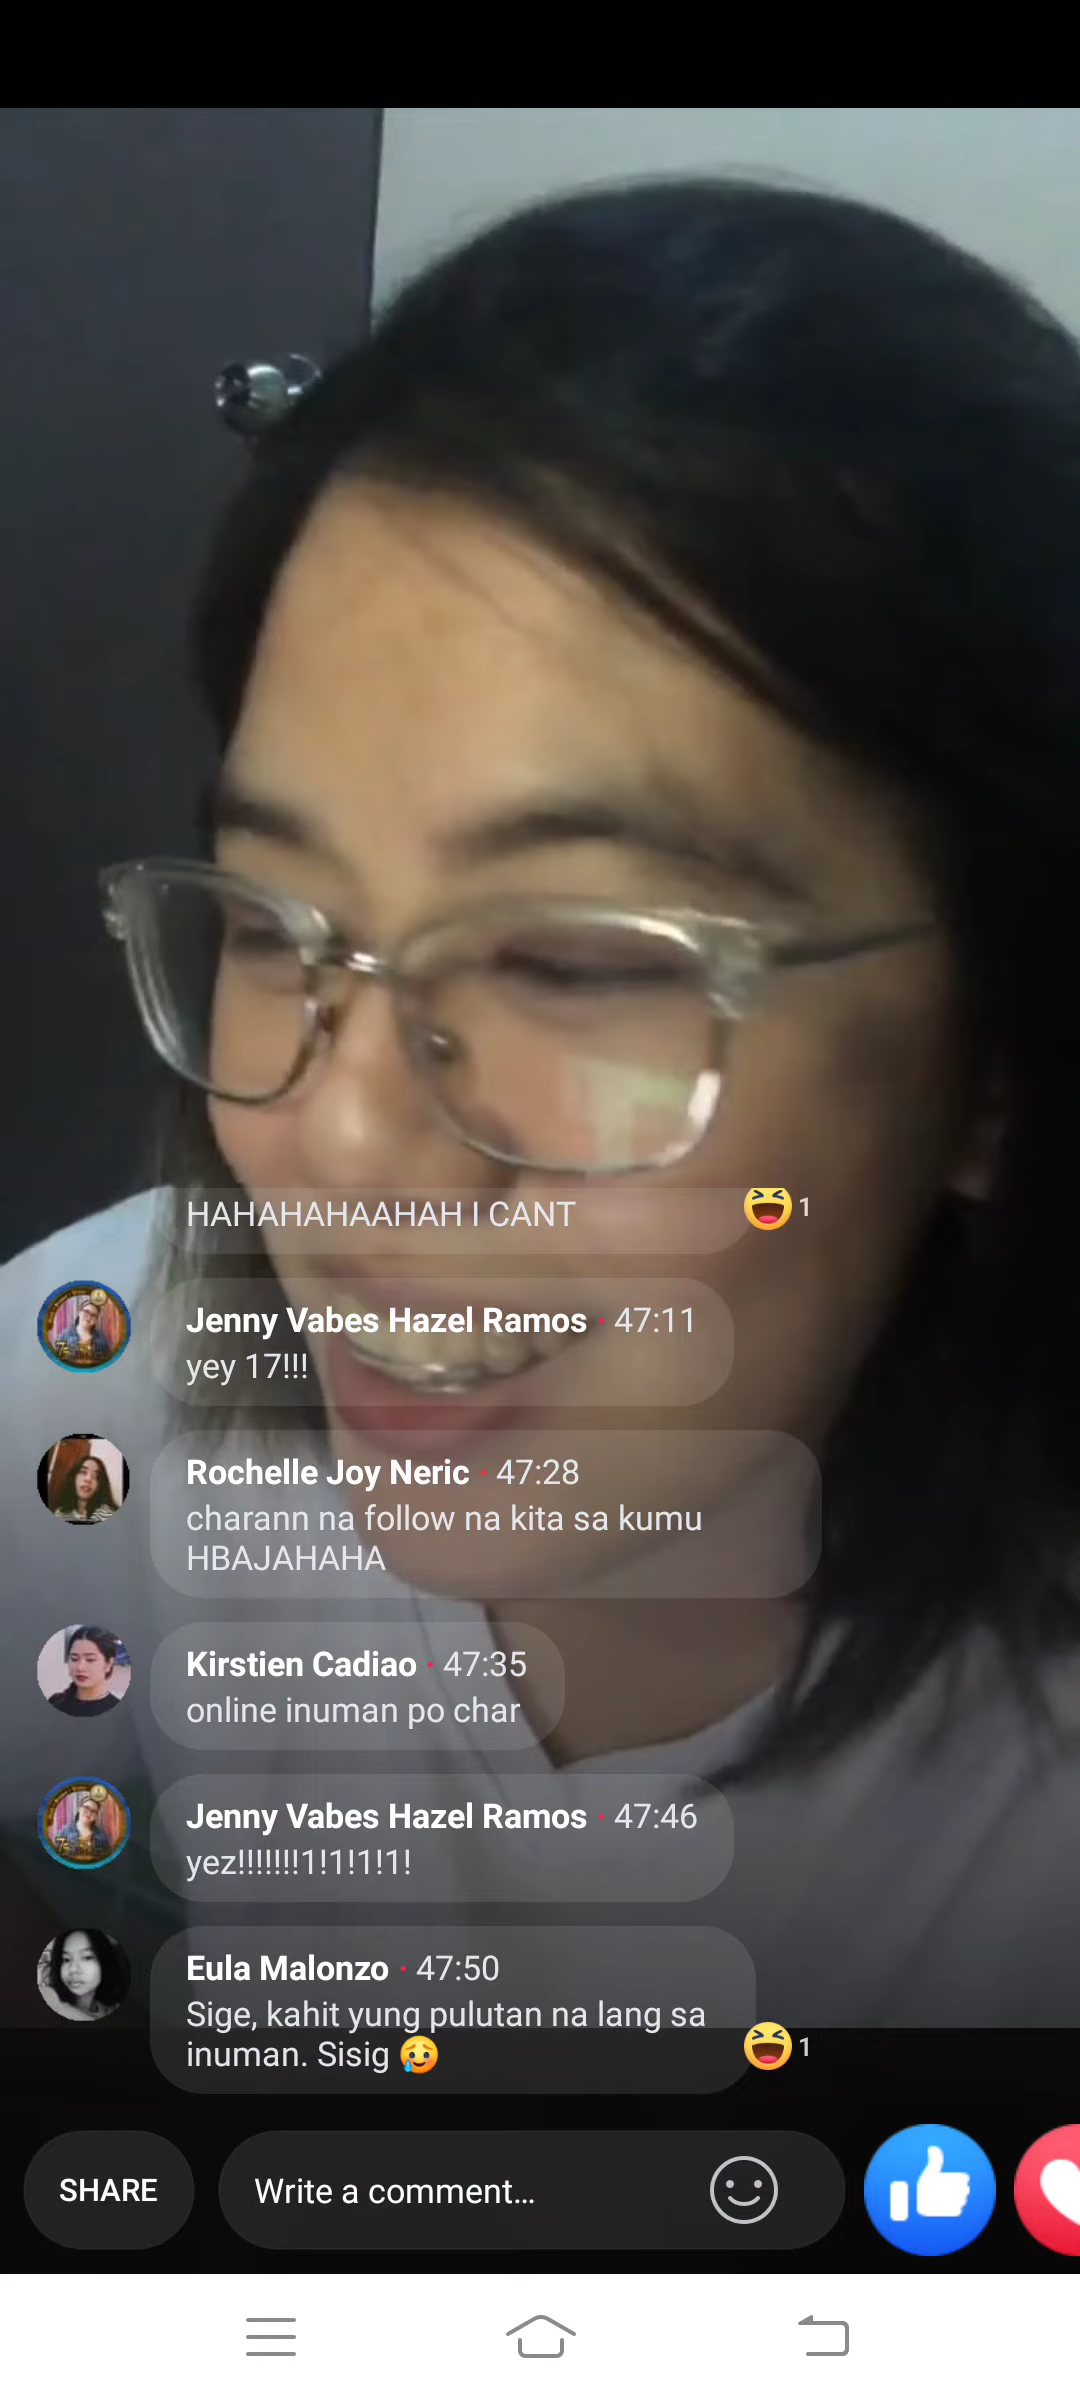 HAHAHAHAAHAH I CANT
1
Jenny Vabes Hazel Ramos · 47:11
yey 17!!!
Rochelle Joy Neric · 47:28
charann na follow na kita sa kumu
HBAJAHAHA
Kirstien Cadiao · 47:35
online inuman po char
Jenny Vabes Hazel Ramos · 47:46
yez!!!!!!!1!1!1!1!
Eula Malonzo · 47:50
Sige, kahit yung pulutan na lang sa
inuman. Sisig 🥲
1
SHARE
Write a comment...